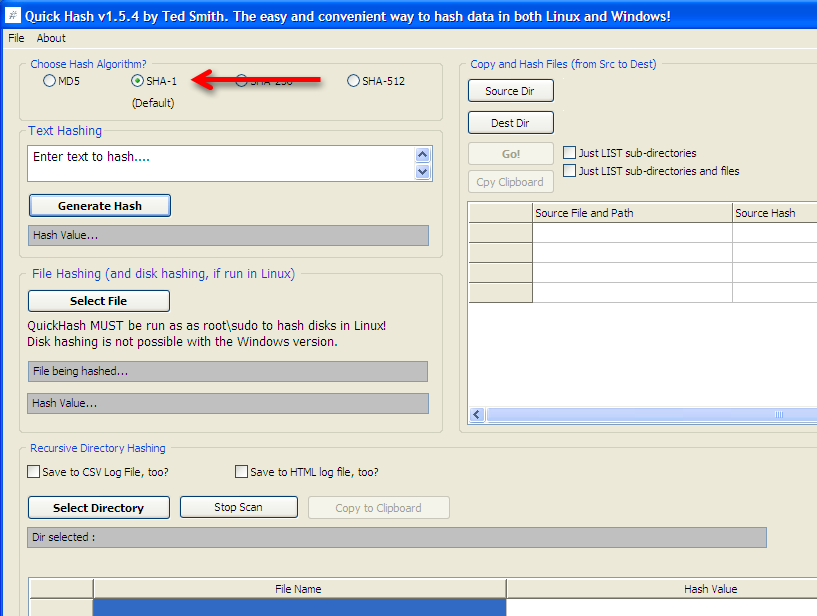 Quick Hash v1.5.4 by Ted Smith. The easy and convenient way to hash data in both Linux and Windows!
File About
Choose Hash Algorithm?
MD5 SHA-1 SHA-256 SHA-512
(Default)
Text Hashing
Enter text to hash....
Generate Hash
Hash Value...
File Hashing (and disk hashing, if run in Linux)
Select File
QuickHash MUST be run as as root\sudo to hash disks in Linux!
Disk hashing is not possible with the Windows version.
File being hashed...
Hash Value...
Copy and Hash Files (from Src to Dest)
Source Dir
Dest Dir
Go!
Just LIST sub-directories
Cpy Clipboard
Just LIST sub-directories and files
Source File and Path Source Hash
Recursive Directory Hashing
Save to CSV Log File, too? Save to HTML log file, too?
Select Directory Stop Scan Copy to Clipboard
Dir selected :
File Name Hash Value